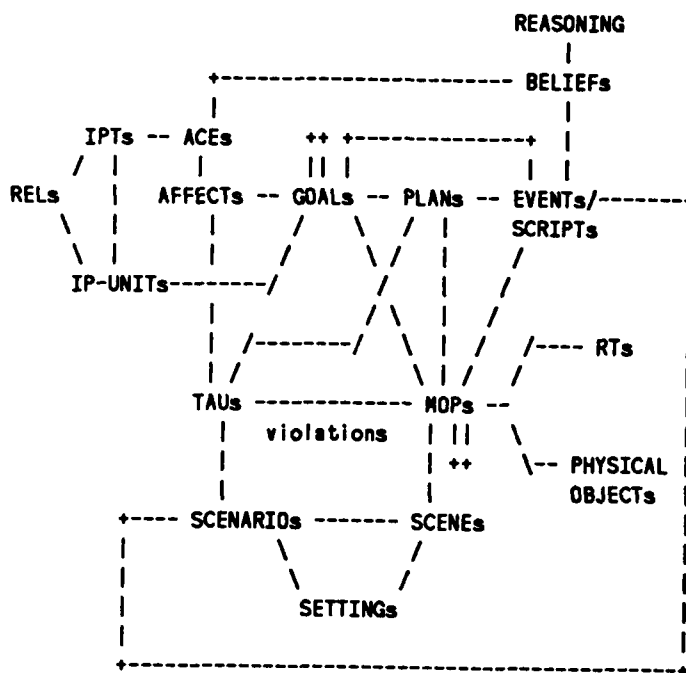 REASONING
BELIEFs
IPTs -- ACEs
RELs AFFECTs -- GOALs -- PLANs -- EVENTs/
SCRIPTs
IP-UNITs
RTs
TAUs MOPs --
violations
PHYSICAL
OBJECTs
SCENARIOs SCENEs
SETTINGs